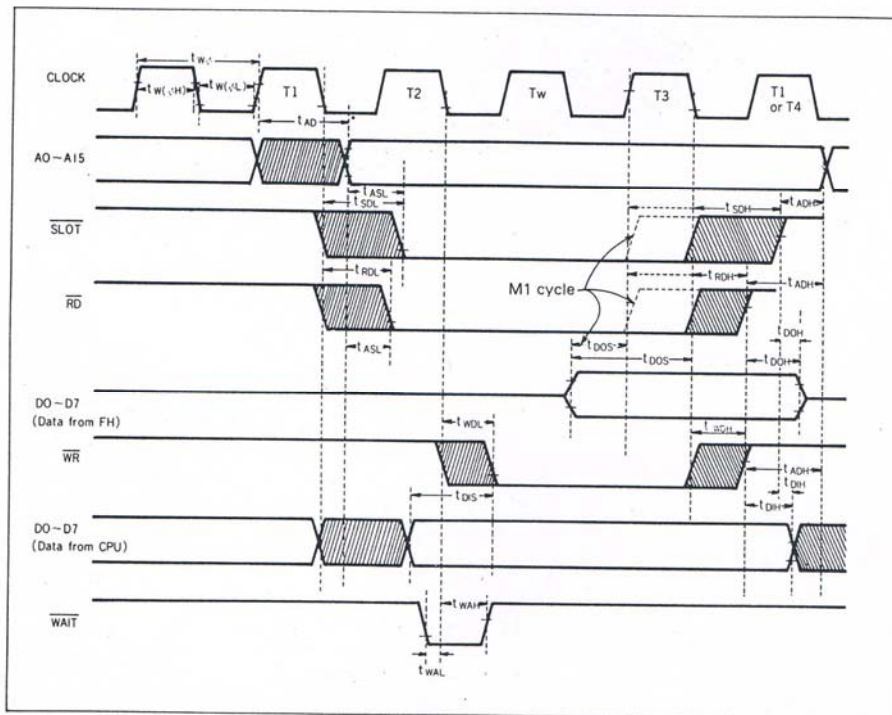 tWφ
CLOCK
tW(φH)
tW(φL)
T1
T2
Tw
T3
T1
or T4
tAD
A0~A15
tASL
tSDL
tSDH
tADH
SLOT
tRDL
tRDH
M1 cycle
tADH
RD
tASL
tDOS
tDOH
tDOS
tDOH
D0~D7
(Data from FH)
tWDL
tWDH
WR
tADH
tDIS
tDIH
tDIH
D0~D7
(Data from CPU)
tWAH
WAIT
tWAL